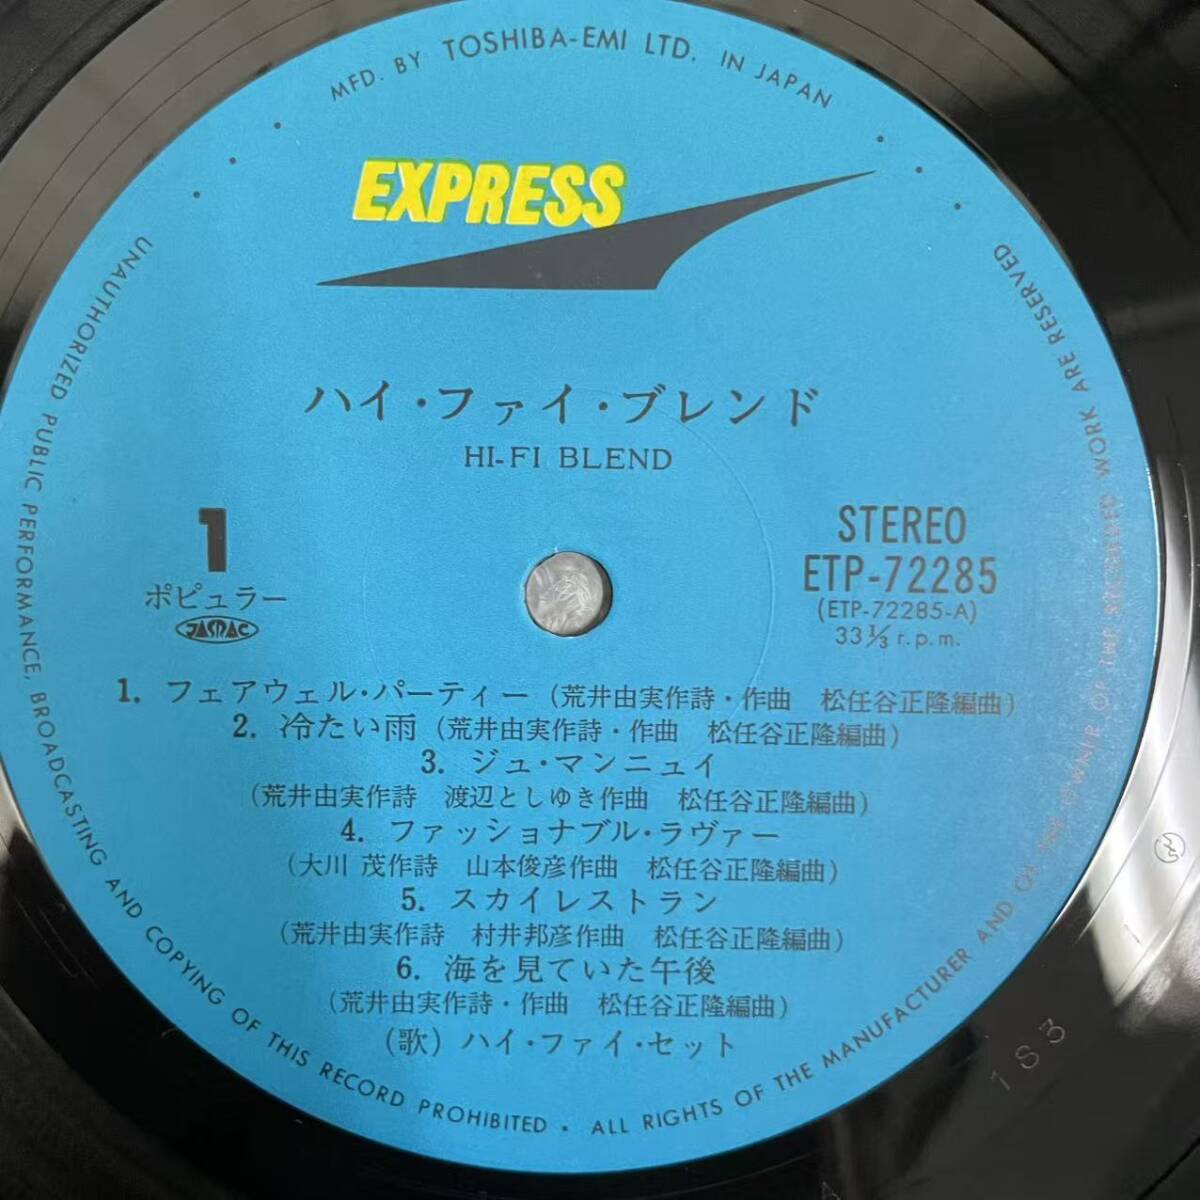 MFD. BY TOSHIBA-EMI LTD. IN JAPAN
EXPRESS
ハイ・ファイ・ブレンド
HI-FI BLEND
1
ポピュラー
JASRAC
STEREO
ETP-72285
(ETP-72285-A)
33⅓ r.p.m.
1. フェアウェル・パーティー (荒井由実作詩・作曲 松任谷正隆編曲)
2. 冷たい雨 (荒井由実作詩・作曲 松任谷正隆編曲)
3. ジュ・マンニュイ
(荒井由実作詩 渡辺としゆき作曲 松任谷正隆編曲)
4. ファッショナブル・ラヴァー
(大川 茂作詩 山本俊彦作曲 松任谷正隆編曲)
5. スカイレストラン
(荒井由実作詩 村井邦彦作曲 松任谷正隆編曲)
6. 海を見ていた午後
(荒井由実作詩・作曲 松任谷正隆編曲)
(歌) ハイ・ファイ・セット
UNAUTHORIZED PUBLIC PERFORMANCE, BROADCASTING AND COPYING OF THIS RECORD PROHIBITED • ALL RIGHTS OF THE MANUFACTURER AND OF THE OWNER OF THE RECORDED WORK ARE RESERVED
1S3
1